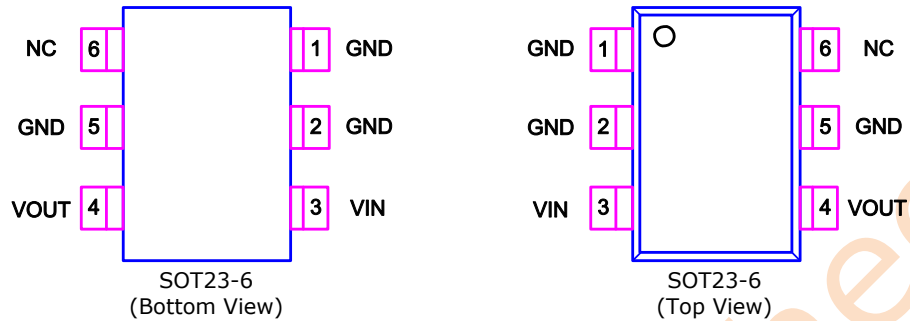 NC 6 1 GND
GND 5 2 GND
VOUT 4 3 VIN
SOT23-6
(Bottom View)
GND 1 6 NC
GND 2 5 GND
VIN 3 4 VOUT
SOT23-6
(Top View)